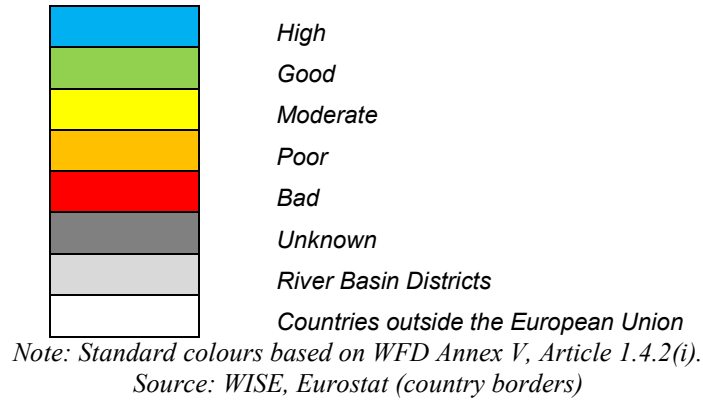 High
Good
Moderate
Poor
Bad
Unknown
River Basin Districts
Countries outside the European Union
Note: Standard colours based on WFD Annex V, Article 1.4.2(i).
Source: WISE, Eurostat (country borders)